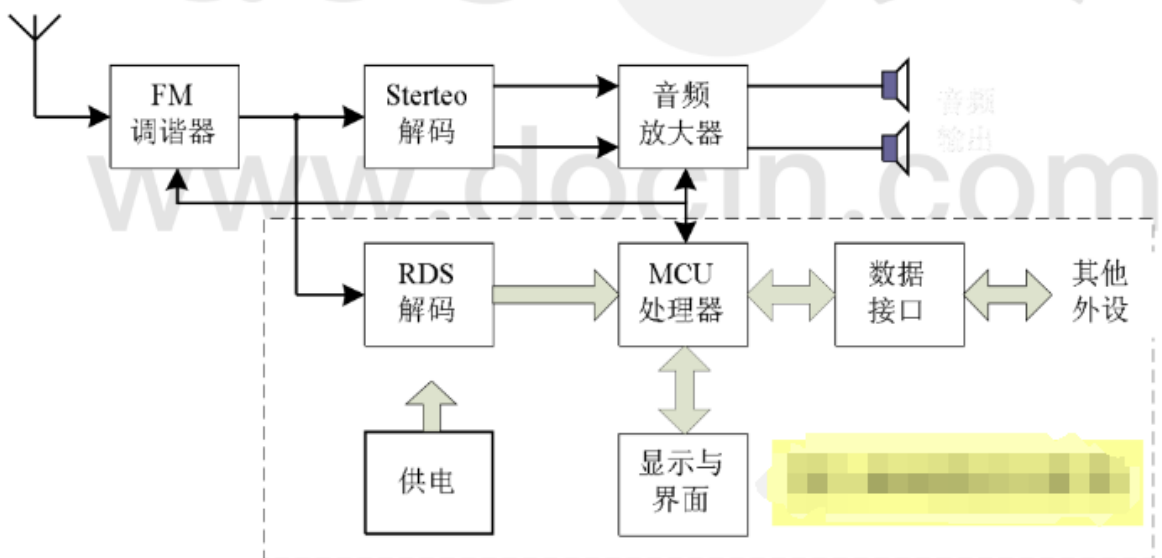 FM
调谐器
Sterteo
解码
音频
放大器
音频
输出
www.docin.com
RDS
解码
MCU
处理器
数据
接口
其他
外设
供电
显示与
界面